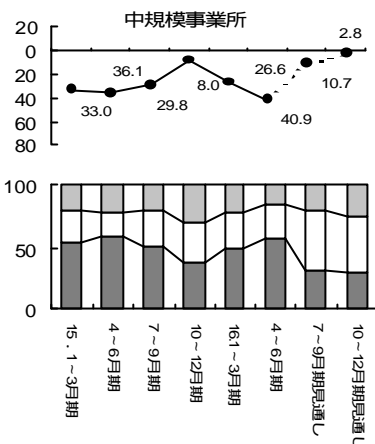 中規模事業所
20
0
20
40
60
80
33.0
36.1
29.8
8.0
26.6
40.9
10.7
2.8
100
50
0
15．1～3月期
4～6月期
7～9月期
10～12月期
16.1～3月期
4～6月期
7～9月期見通し
10～12月期見通し